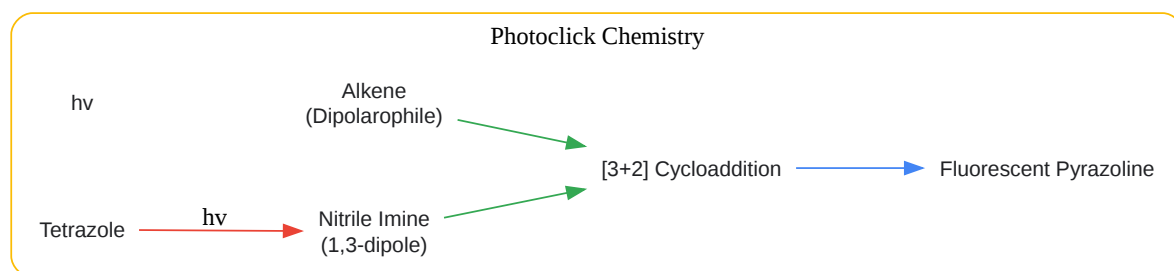 Photoclick Chemistry
hv
Alkene
(Dipolarophile)
[3+2] Cycloaddition
Fluorescent Pyrazoline
Tetrazole
hv
Nitrile Imine
(1,3-dipole)